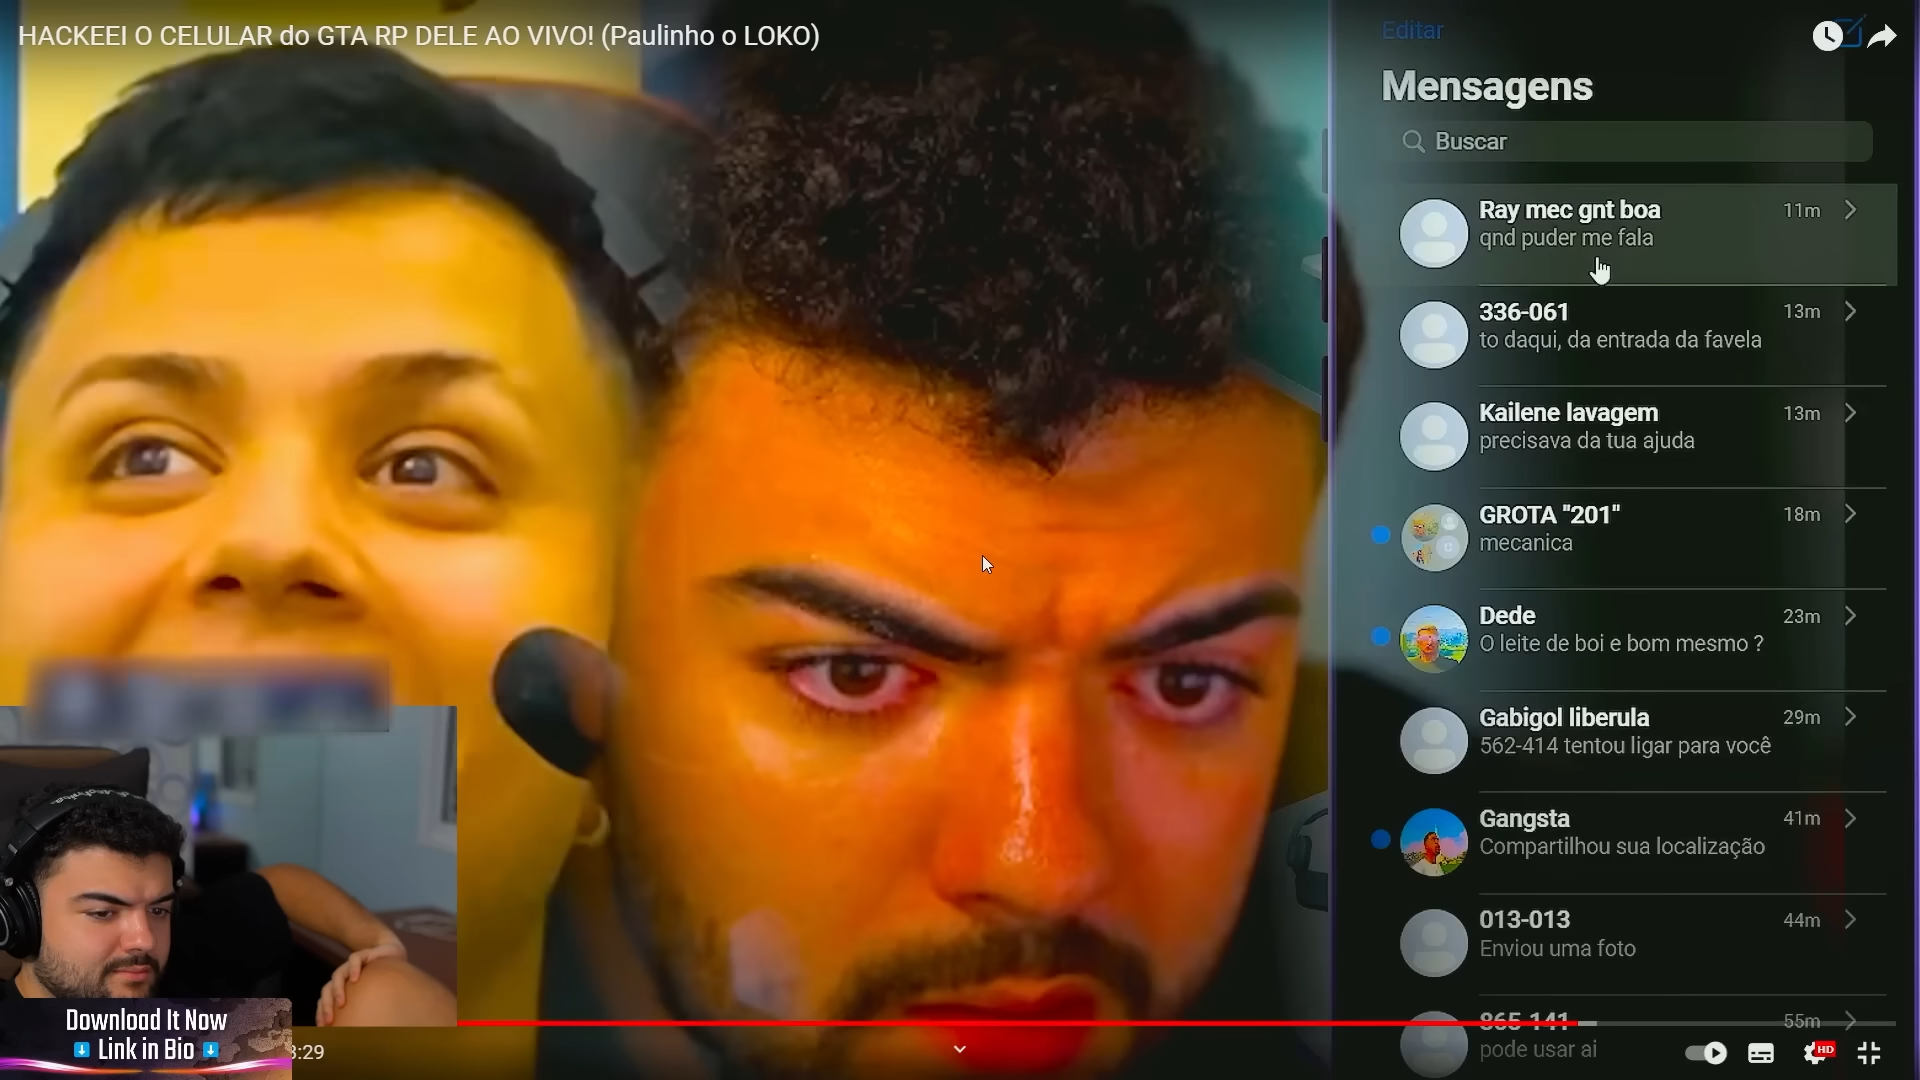 HACKEEI O CELULAR do GTA RP DELE AO VIVO! (Paulinho o LOKO)
Editar
Mensagens
Buscar
Ray mec gnt boa
11m
qnd puder me fala
336-061
13m
to daqui, da entrada da favela
Kailene lavagem
13m
precisava da tua ajuda
GROTA "201"
18m
mecanica
Dede
23m
O leite de boi e bom mesmo ?
Gabigol liberula
29m
562-414 tentou ligar para você
Gangsta
41m
Compartilhou sua localização
013-013
44m
Enviou uma foto
865-141
55m
pode usar ai
Download It Now
Link in Bio
:29
HD